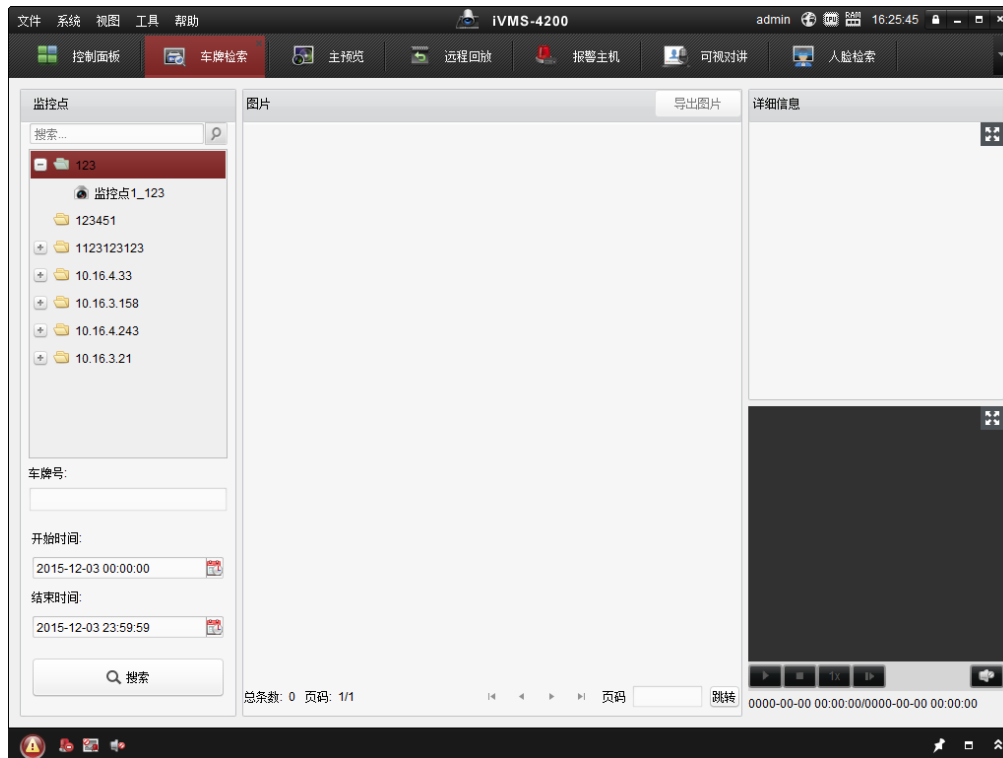 文件 系统 视图 工具 帮助 iVMS-4200 admin CPU RAM 16:25:45
控制面板 车牌检索 主预览 远程回放 报警主机 可视对讲 人脸检索
监控点
搜索...
123
监控点1_123
123451
1123123123
10.16.4.33
10.16.3.158
10.16.4.243
10.16.3.21
车牌号:
开始时间:
2015-12-03 00:00:00
结束时间:
2015-12-03 23:59:59
搜索
图片 导出图片
总条数: 0 页码: 1/1 页码 跳转
详细信息
1X
0000-00-00 00:00:00/0000-00-00 00:00:00